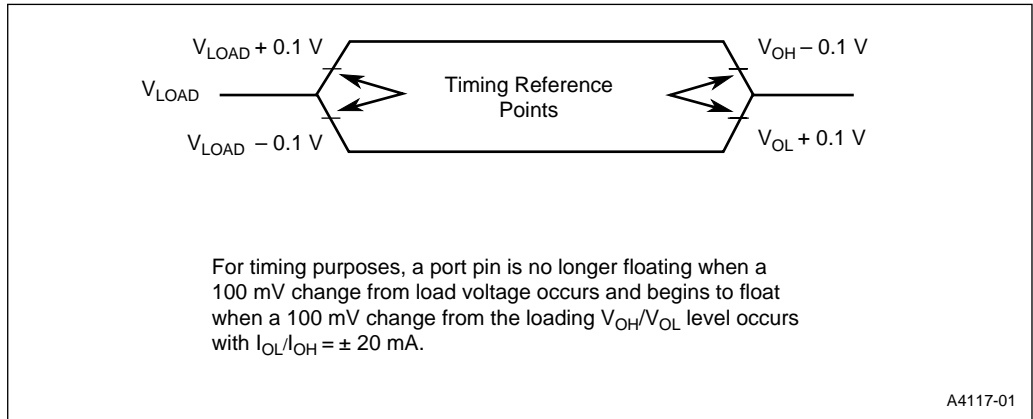 V_LOAD + 0.1 V
V_OH – 0.1 V
V_LOAD
Timing Reference
Points
V_LOAD – 0.1 V
V_OL + 0.1 V
For timing purposes, a port pin is no longer floating when a
100 mV change from load voltage occurs and begins to float
when a 100 mV change from the loading V_OH/V_OL level occurs
with I_OL/I_OH = ± 20 mA.
A4117-01